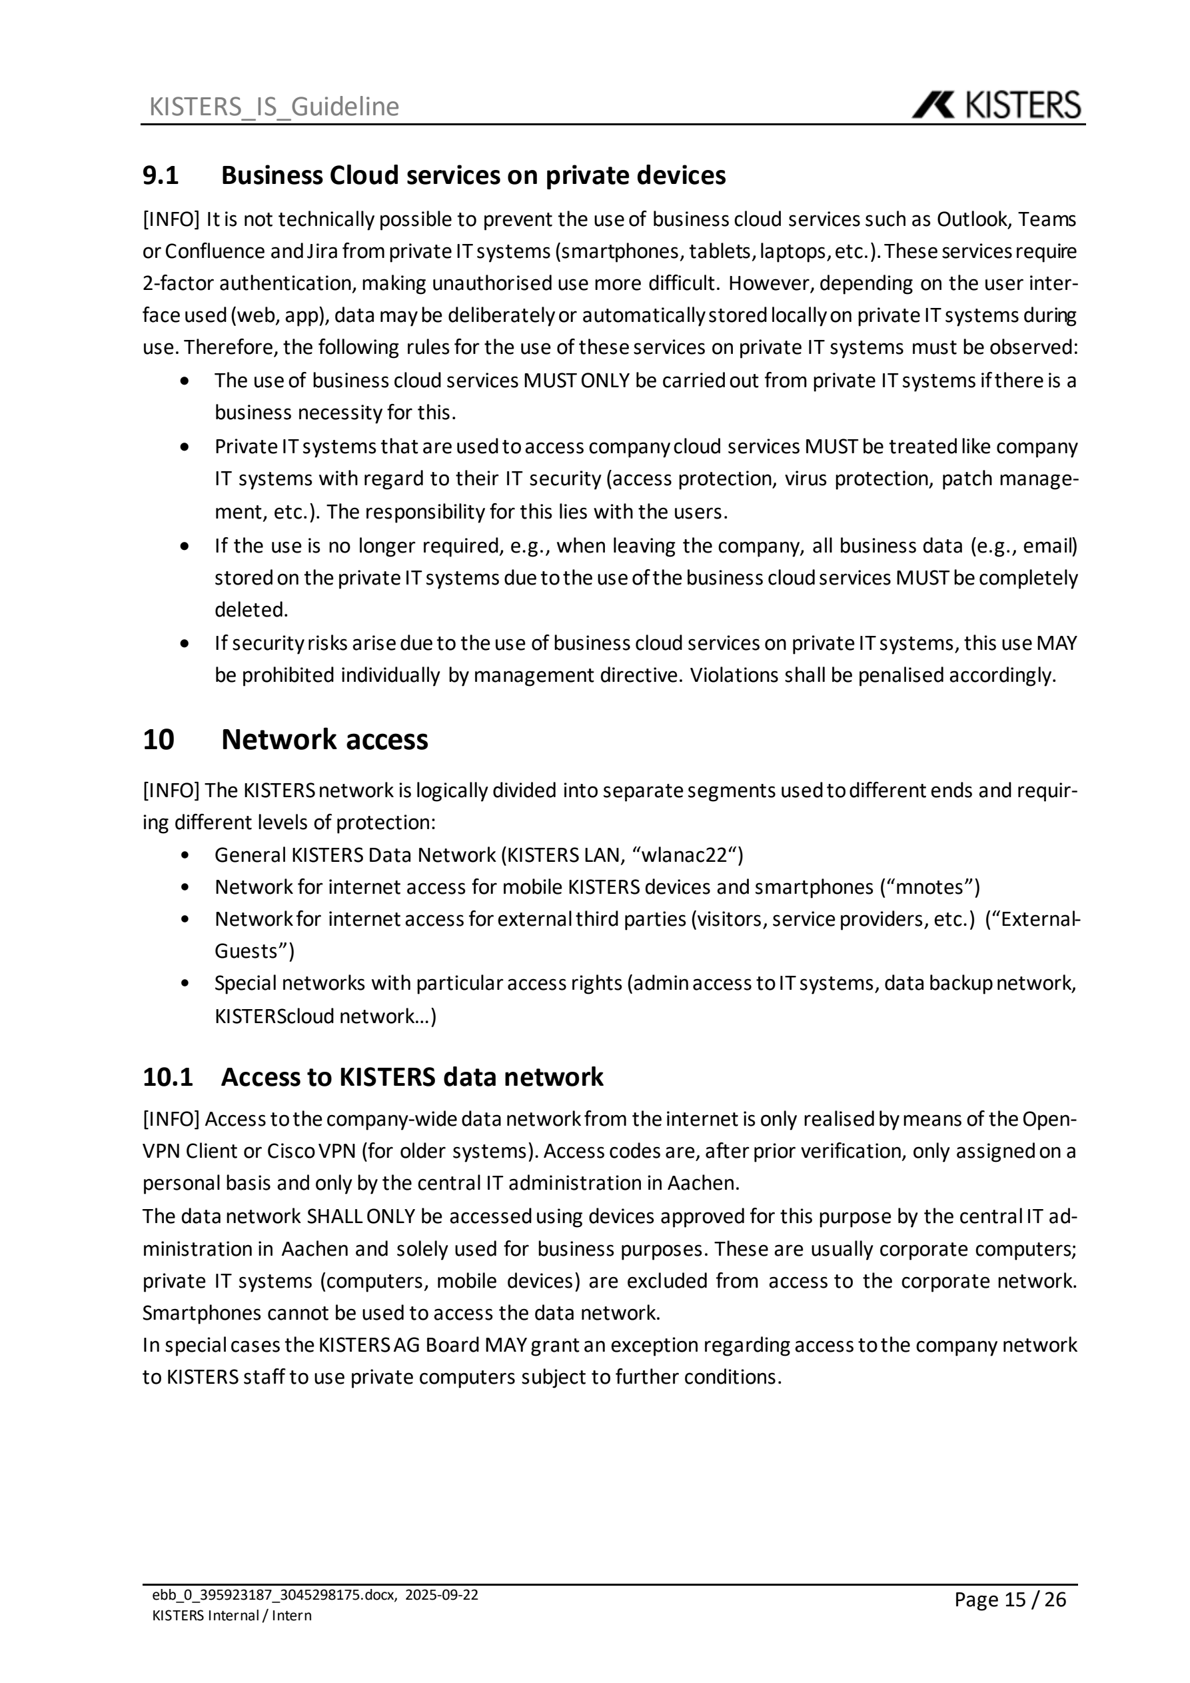 KISTERS_IS_Guideline
KISTERS
9.1 Business Cloud services on private devices
[INFO] It is not technically possible to prevent the use of business cloud services such as Outlook, Teams
or Confluence and Jira from private IT systems (smartphones, tablets, laptops, etc.). These services require
2-factor authentication, making unauthorised use more difficult. However, depending on the user inter-
face used (web, app), data may be deliberately or automatically stored locally on private IT systems during
use. Therefore, the following rules for the use of these services on private IT systems must be observed:
• The use of business cloud services MUST ONLY be carried out from private IT systems if there is a
business necessity for this.
• Private IT systems that are used to access company cloud services MUST be treated like company
IT systems with regard to their IT security (access protection, virus protection, patch manage-
ment, etc.). The responsibility for this lies with the users.
• If the use is no longer required, e.g., when leaving the company, all business data (e.g., email)
stored on the private IT systems due to the use of the business cloud services MUST be completely
deleted.
• If security risks arise due to the use of business cloud services on private IT systems, this use MAY
be prohibited individually by management directive. Violations shall be penalised accordingly.
10 Network access
[INFO] The KISTERS network is logically divided into separate segments used to different ends and requir-
ing different levels of protection:
• General KISTERS Data Network (KISTERS LAN, “wlanac22“)
• Network for internet access for mobile KISTERS devices and smartphones (“mnotes”)
• Network for internet access for external third parties (visitors, service providers, etc.) (“External-
Guests”)
• Special networks with particular access rights (admin access to IT systems, data backup network,
KISTERScloud network…)
10.1 Access to KISTERS data network
[INFO] Access to the company-wide data network from the internet is only realised by means of the Open-
VPN Client or Cisco VPN (for older systems). Access codes are, after prior verification, only assigned on a
personal basis and only by the central IT administration in Aachen.
The data network SHALL ONLY be accessed using devices approved for this purpose by the central IT ad-
ministration in Aachen and solely used for business purposes. These are usually corporate computers;
private IT systems (computers, mobile devices) are excluded from access to the corporate network.
Smartphones cannot be used to access the data network.
In special cases the KISTERS AG Board MAY grant an exception regarding access to the company network
to KISTERS staff to use private computers subject to further conditions.
ebb_0_395923187_3045298175.docx, 2025-09-22
KISTERS Internal / Intern
Page 15 / 26